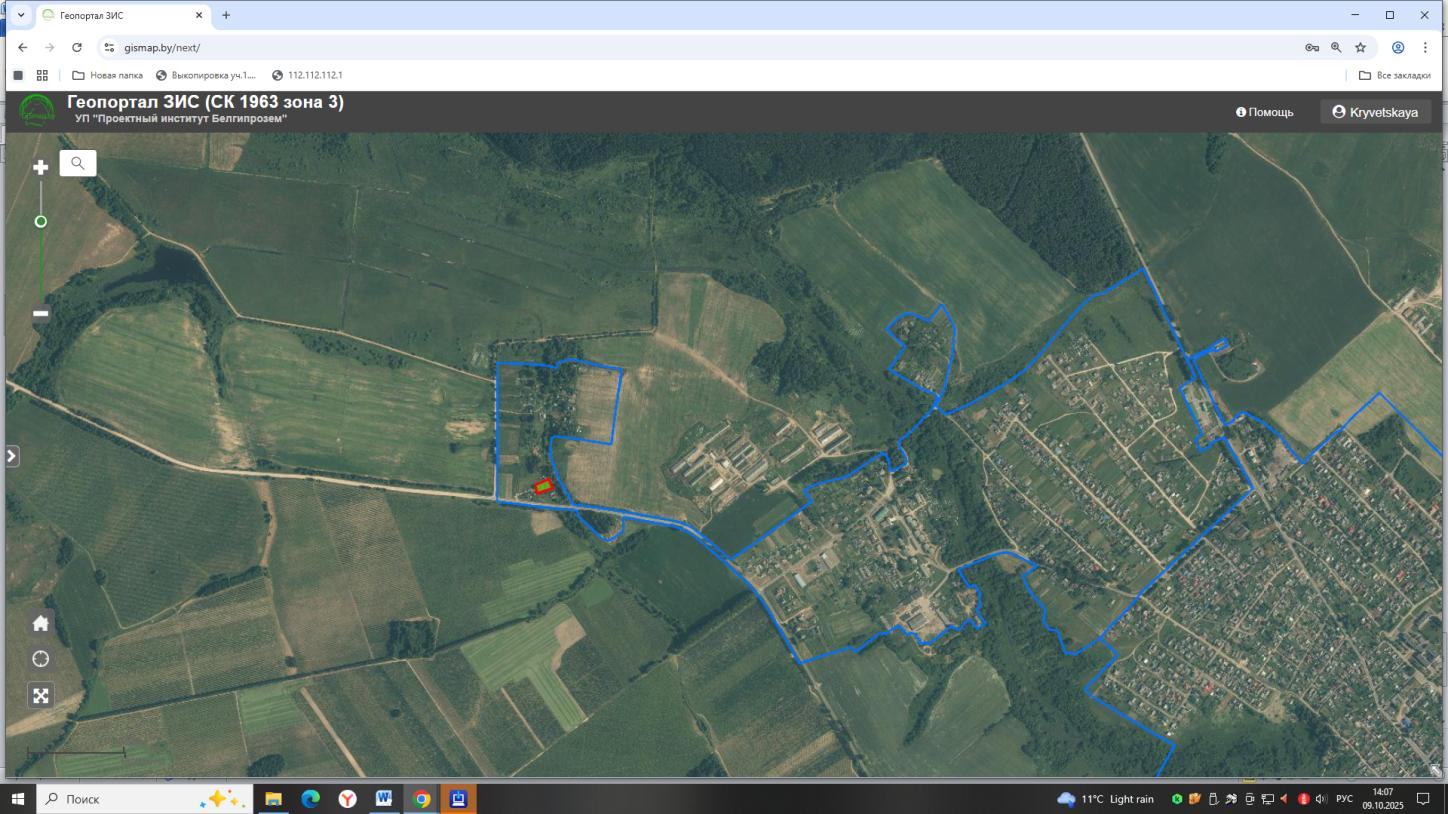 Геопортал ЗИС
gismap.by/next/
Новая папка
Выкопировка уч.1....
112.112.112.1
Все закладки
Геопортал ЗИС (СК 1963 зона 3)
УП "Проектный институт Белгипрозем"
Помощь
Kryvetskaya
Поиск
11°C Light rain
РУС
14:07
09.10.2025